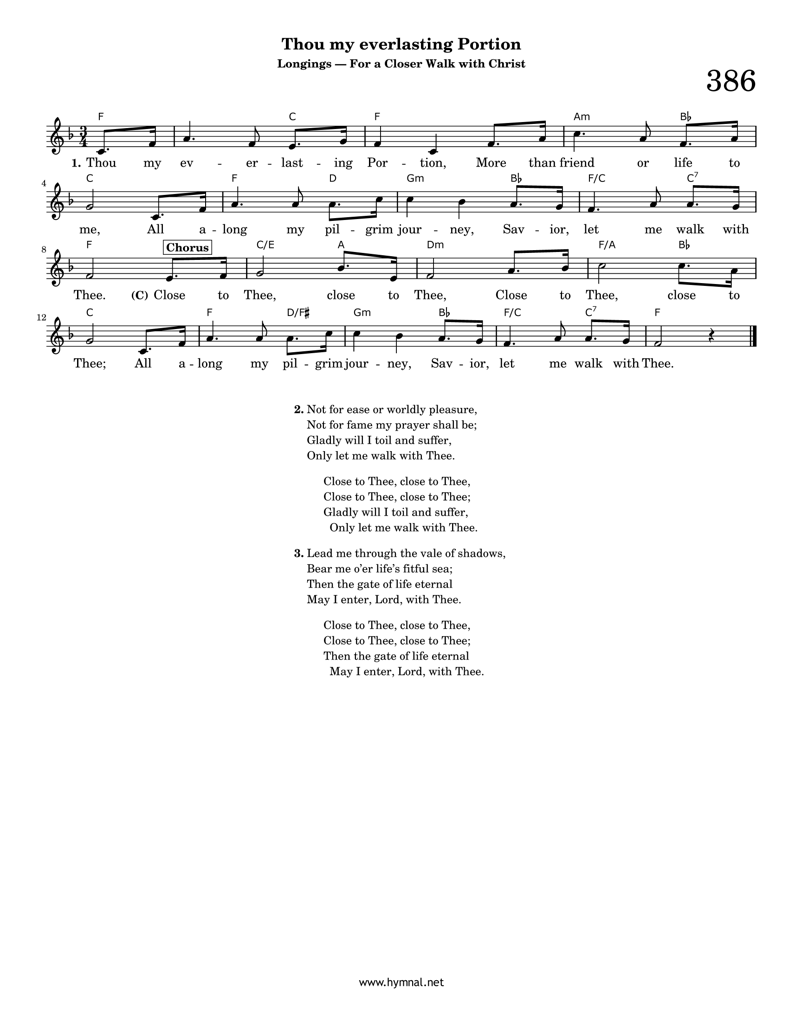 Thou my everlasting Portion
Longings — For a Closer Walk with Christ
386
F C F Am B♭
1. Thou my ev - er - last - ing Por - tion, More than friend or life to
4 C F D Gm B♭ F/C C7
me, All a - long my pil - grim jour - ney, Sav - ior, let me walk with
8 F Chorus C/E A Dm F/A B♭
Thee. (C) Close to Thee, close to Thee, Close to Thee, close to
12 C F D/F♯ Gm B♭ F/C C7 F
Thee; All a - long my pil - grim jour - ney, Sav - ior, let me walk with Thee.
2. Not for ease or worldly pleasure,
Not for fame my prayer shall be;
Gladly will I toil and suffer,
Only let me walk with Thee.
Close to Thee, close to Thee,
Close to Thee, close to Thee;
Gladly will I toil and suffer,
Only let me walk with Thee.
3. Lead me through the vale of shadows,
Bear me o’er life’s fitful sea;
Then the gate of life eternal
May I enter, Lord, with Thee.
Close to Thee, close to Thee,
Close to Thee, close to Thee;
Then the gate of life eternal
May I enter, Lord, with Thee.
www.hymnal.net